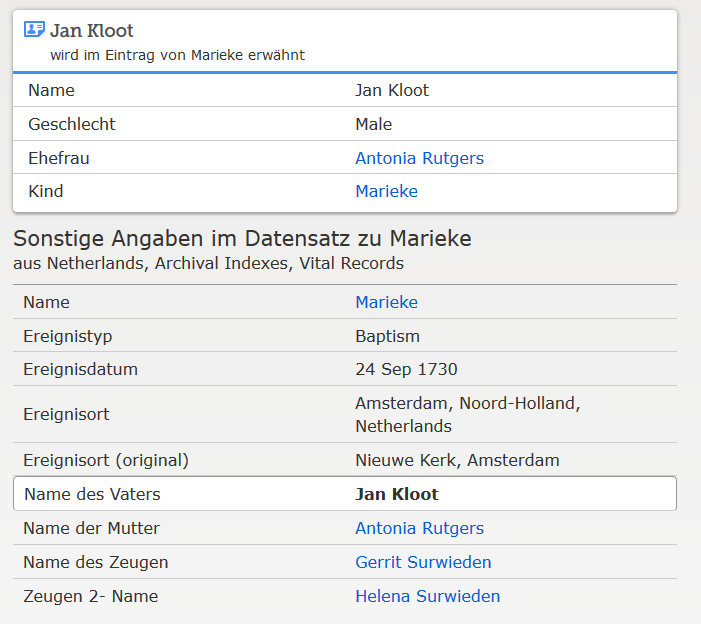 Jan Kloot
wird im Eintrag von Marieke erwähnt
Name Jan Kloot
Geschlecht Male
Ehefrau Antonia Rutgers
Kind Marieke
Sonstige Angaben im Datensatz zu Marieke
aus Netherlands, Archival Indexes, Vital Records
Name Marieke
Ereignistyp Baptism
Ereignisdatum 24 Sep 1730
Ereignisort Amsterdam, Noord-Holland,
Netherlands
Ereignisort (original) Nieuwe Kerk, Amsterdam
Name des Vaters Jan Kloot
Name der Mutter Antonia Rutgers
Name des Zeugen Gerrit Surwieden
Zeugen 2- Name Helena Surwieden